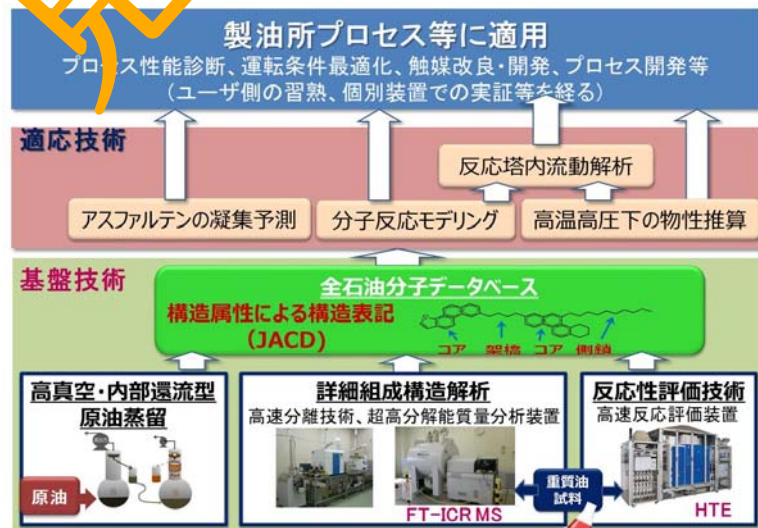 製油所プロセス等に適用
プロセス性能診断、運転条件最適化、触媒改良・開発、プロセス開発等
（ユーザ側の習熟、個別装置での実証等を経る）
適応技術
反応塔内流動解析
アスファルテンの凝集予測
分子反応モデリング
高温高圧下の物性推算
基盤技術
全石油分子データベース
構造属性による構造表記
（JACD）
コア 架橋 コア 側鎖
高真空・内部還流型
原油蒸留
原油
詳細組成構造解析
高速分離技術、超高分解能質量分析装置
FT-ICR MS
重質油
試料
反応性評価技術
高速反応評価装置
HTE